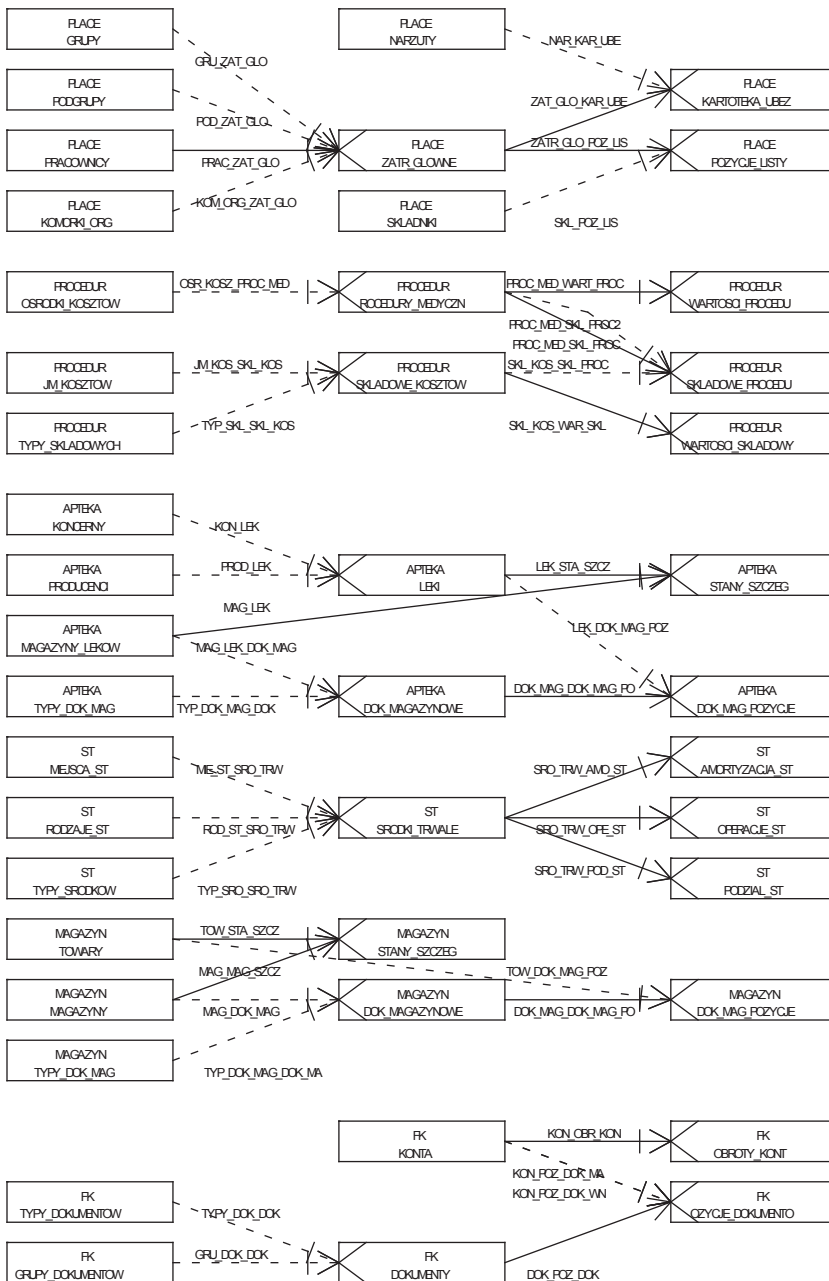 PLACE
GRUPY
PLACE
NARZUTY
GRU_ZAT_GLO
NAR_KAR_UBE
PLACE
PODGRUPY
PLACE
KARTOTEKA_UBEZ
POD_ZAT_GLO
ZAT_GLO_KAR_UBE
PLACE
PRACOWNICY
PRAC_ZAT_GLO
PLACE
ZATR_GLOWNE
ZATR_GLO_POZ_LIS
PLACE
POZYCJE_LISTY
PLACE
KOMORKI_ORG
KOM_ORG_ZAT_GLO
PLACE
SKLADNIKI
SKL_POZ_LIS
PROCEDUR
OSRODKI_KOSZTOW
OSR_KOSZ_PROC_MED
PROCEDUR
ROCEDURY_MEDYCZN
PROC_MED_WART_PROC
PROCEDUR
WARTOSCI_PROCEDU
PROC_MED_SKL_PROC2
PROC_MED_SKL_PROC
PROCEDUR
JM_KOSZTOW
JM_KOS_SKL_KOS
PROCEDUR
SKLADOWE_KOSZTOW
SKL_KOS_SKL_PROC
PROCEDUR
SKLADOWE_PROCEDU
PROCEDUR
TYPY_SKLADOWYCH
TYP_SKL_SKL_KOS
SKL_KOS_WAR_SKL
PROCEDUR
WARTOSCI_SKLADOWY
APTEKA
KONCERNY
KON_LEK
APTEKA
PRODUCENCI
PROD_LEK
APTEKA
LEKI
LEK_STA_SZCZ
APTEKA
STANY_SZCZEG
MAG_LEK
APTEKA
MAGAZYNY_LEKOW
MAG_LEK_DOK_MAG
LEK_DOK_MAG_POZ
APTEKA
TYPY_DOK_MAG
TYP_DOK_MAG_DOK
APTEKA
DOK_MAGAZYNOWE
DOK_MAG_DOK_MAG_PO
APTEKA
DOK_MAG_POZYCJE
ST
MIEJSCA_ST
MIE_ST_SRO_TRW
SRO_TRW_AMO_ST
ST
AMORTYZACJA_ST
ST
RODZAJE_ST
ROD_ST_SRO_TRW
ST
SRODKI_TRWALE
SRO_TRW_OPE_ST
ST
OPERACJE_ST
ST
TYPY_SRODKOW
TYP_SRO_SRO_TRW
SRO_TRW_POD_ST
ST
PODZIAL_ST
MAGAZYN
TOWARY
TOW_STA_SZCZ
MAGAZYN
STANY_SZCZEG
MAG_MAG_SZCZ
TOW_DOK_MAG_POZ
MAGAZYN
MAGAZYNY
MAG_DOK_MAG
MAGAZYN
DOK_MAGAZYNOWE
DOK_MAG_DOK_MAG_PO
MAGAZYN
DOK_MAG_POZYCJE
MAGAZYN
TYPY_DOK_MAG
TYP_DOK_MAG_DOK_MA
FK
KONTA
KON_OBR_KON
FK
OBROTY_KONT
KON_POZ_DOK_MA
KON_POZ_DOK_WN
FK
TYPY_DOKUMENTOW
TYPY_DOK_DOK
FK
OZYCJE_DOKUMENTO
FK
GRUPY_DOKUMENTOW
GRU_DOK_DOK
FK
DOKUMENTY
DOK_POZ_DOK